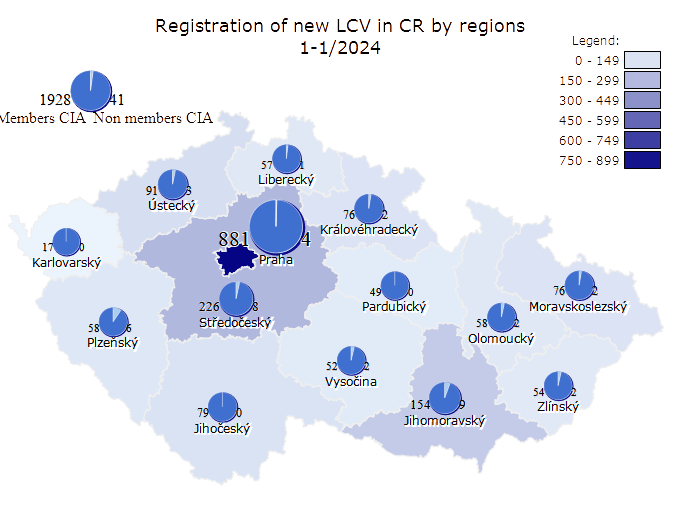 Registration of new LCV in CR by regions
1-1/2024
Legend:
0 - 149
150 - 299
300 - 449
450 - 599
600 - 749
750 - 899
1928 41
Members CIA Non members CIA
57 1
Liberecký
91 3
Ústecký
76 2
Královéhradecký
881 4
Praha
17 0
Karlovarský
226 8
Středočeský
49 0
Pardubický
76 2
Moravskoslezský
58 6
Plzeňský
58 2
Olomoucký
52 2
Vysočina
54 2
Zlínský
79 0
Jihočeský
154 9
Jihomoravský